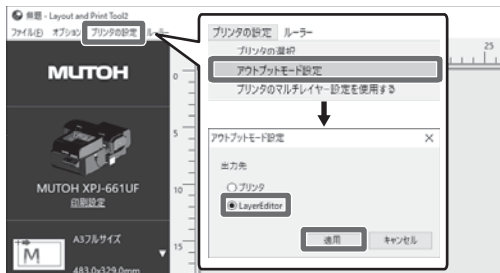 無題 - Layout and Print Tool2
ファイル(F) オプション プリンタの設定 ルーラー
MUTOH
MUTOH XPJ-661UF
印刷設定
A3フルサイズ
483.0x329.0mm
M
0
5
10
15
25
プリンタの設定 ルーラー
プリンタの選択
アウトプットモード設定
プリンタのマルチレイヤー設定を使用する
アウトプットモード設定 ×
出力先
プリンタ
LayerEditor
適用 キャンセル